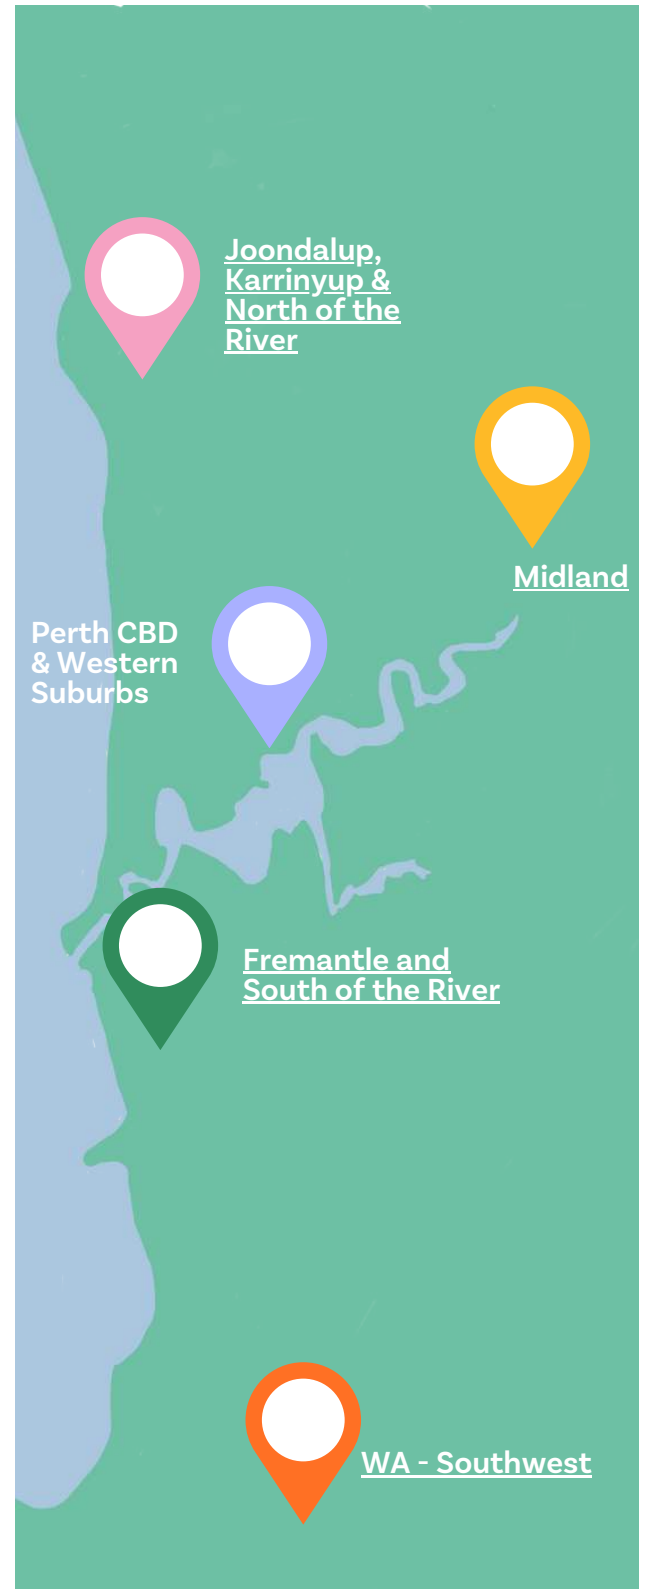 Joondalup,
Karrinyup &
North of the
River
Midland
Perth CBD
& Western
Suburbs
Fremantle and
South of the River
WA - Southwest